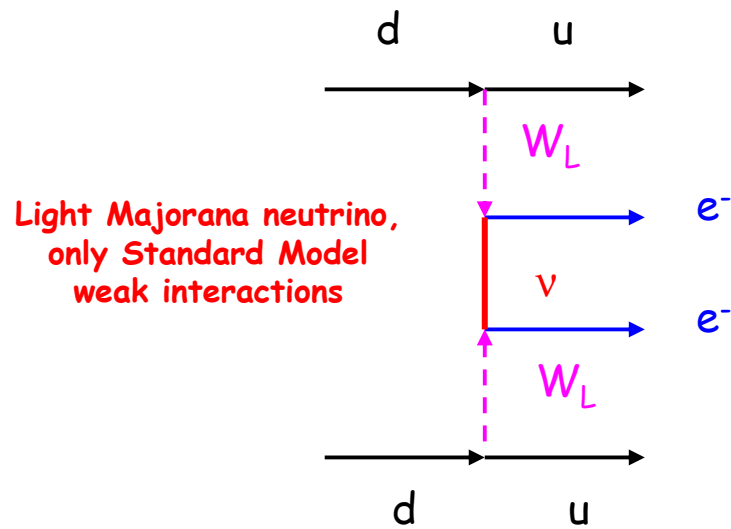 d u
W_L
Light Majorana neutrino,
only Standard Model
weak interactions
e⁻
ν
e⁻
W_L
d u